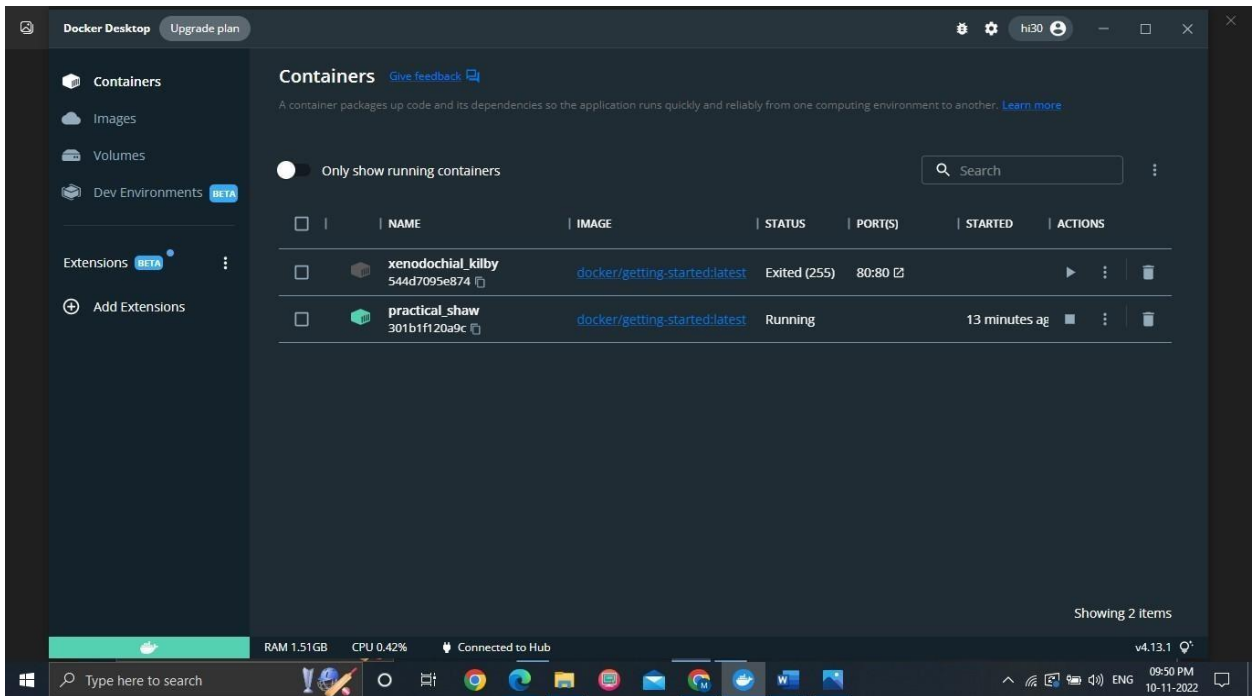 Docker Desktop Upgrade plan hi30
Containers
Images
Volumes
Dev Environments BETA
Extensions BETA
Add Extensions
Containers Give feedback
A container packages up code and its dependencies so the application runs quickly and reliably from one computing environment to another. Learn more
Only show running containers Search
NAME IMAGE STATUS PORT(S) STARTED ACTIONS
xenodochial_kilby
544d7095e874 docker/getting-started:latest Exited (255) 80:80
practical_shaw
301b1f120a9c docker/getting-started:latest Running 13 minutes ag
Showing 2 items
RAM 1.51GB CPU 0.42% Connected to Hub v4.13.1
Type here to search ENG 09:50 PM
10-11-2022